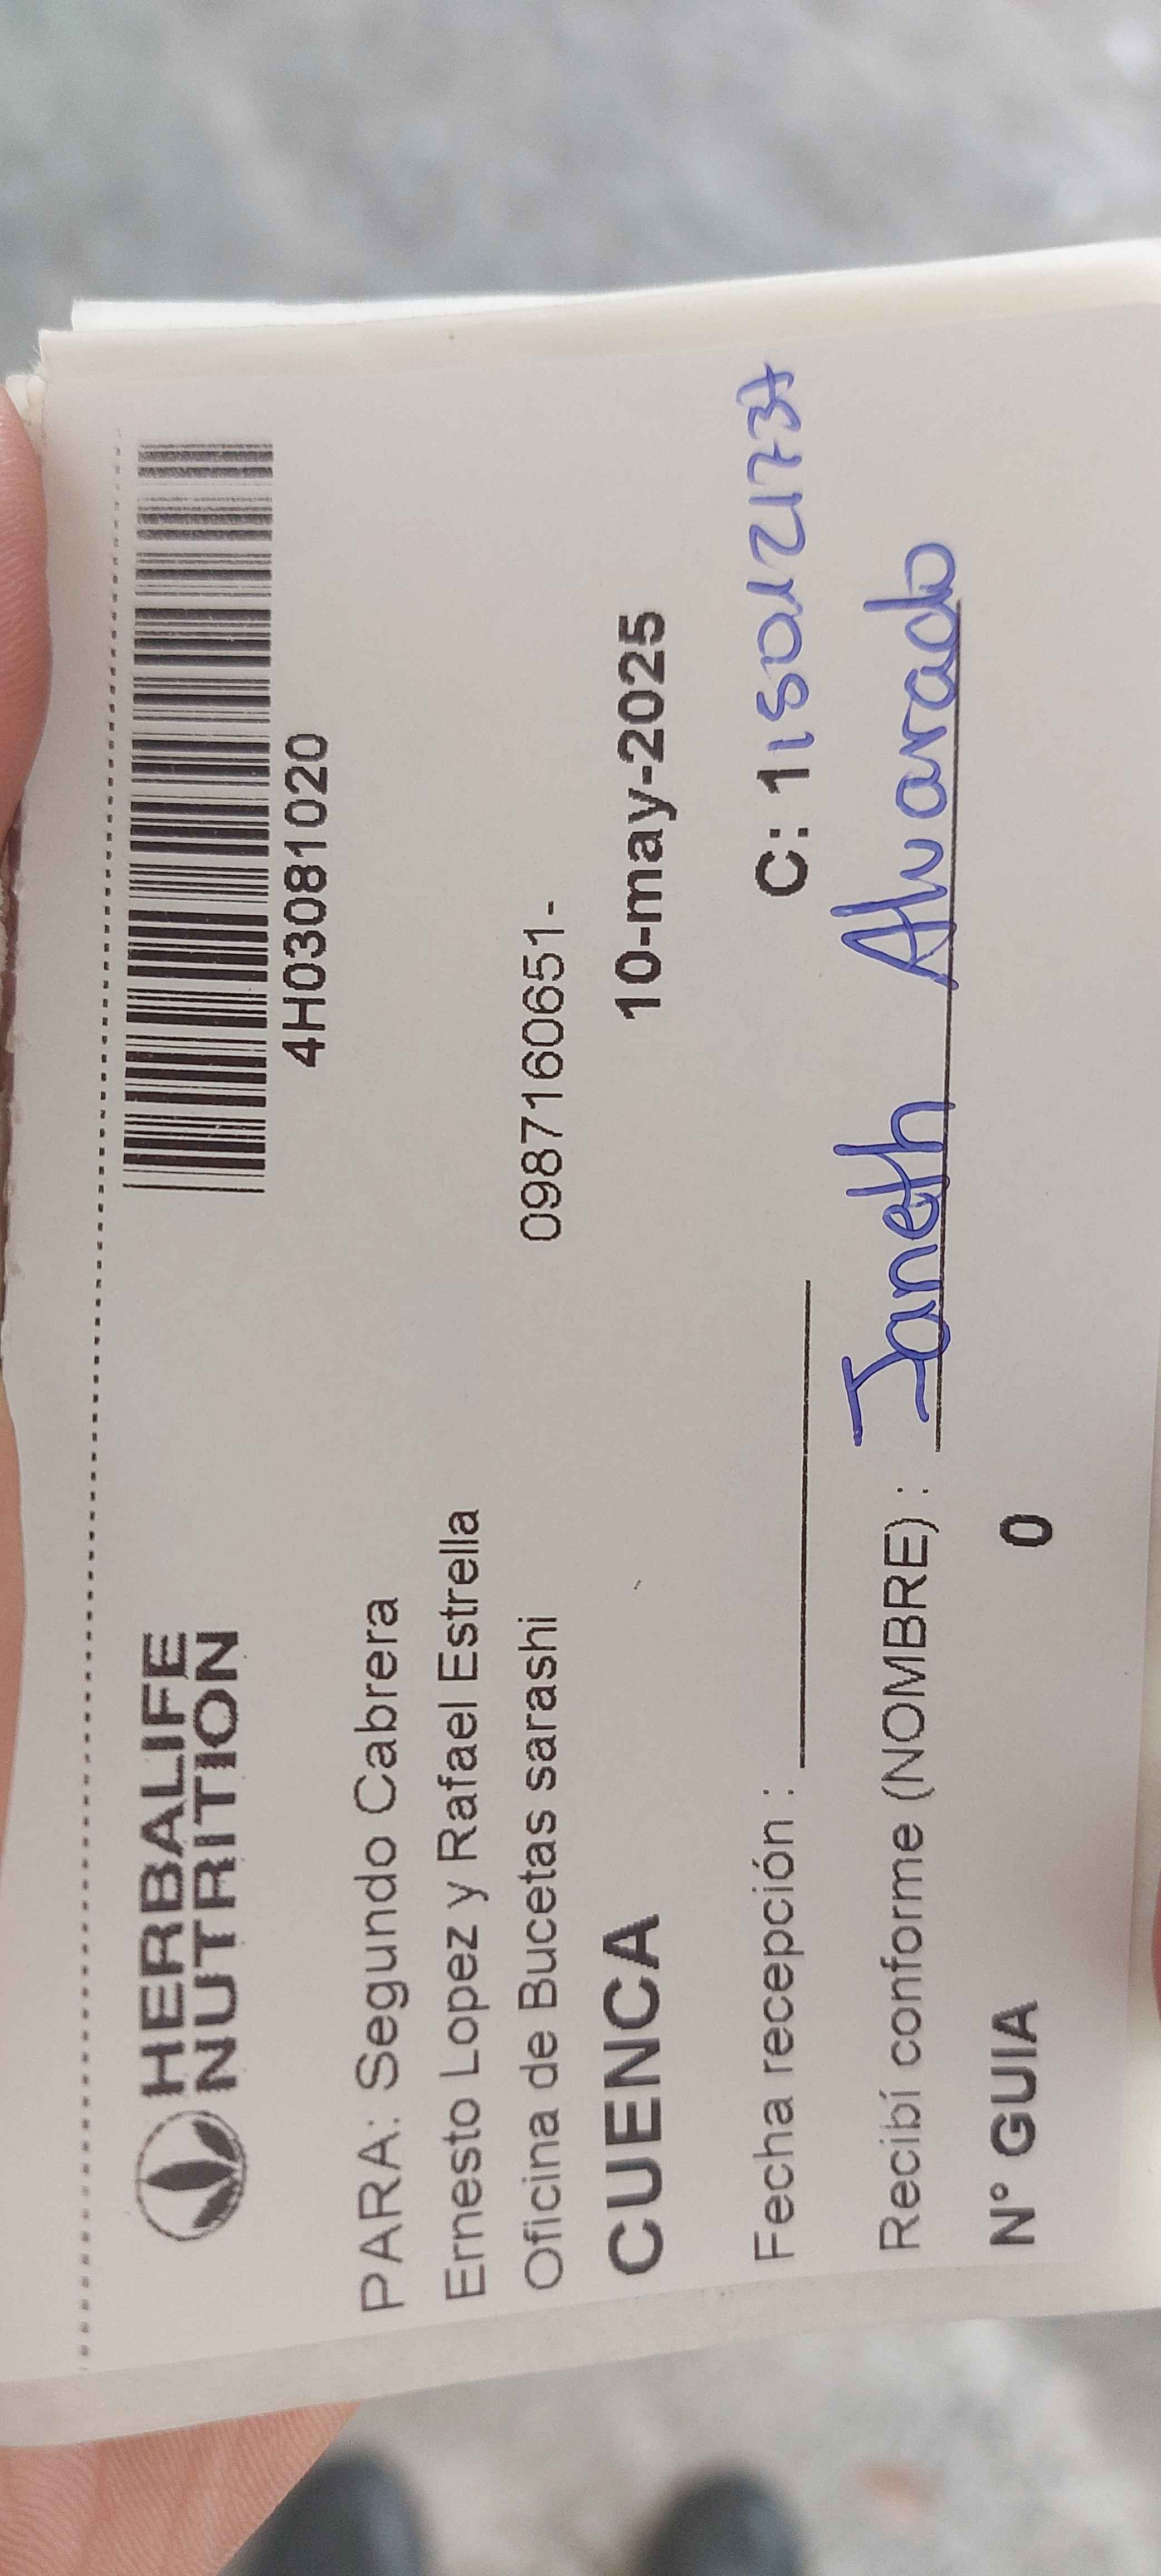 HERBALIFE
NUTRITION
4H03081020
PARA: Segundo Cabrera
Ernesto Lopez y Rafael Estrella
Oficina de Bucetas sarashi
0987160651-
CUENCA
10-may-2025
Fecha recepción :
C: 1
Recibí conforme (NOMBRE) : Janeth Alvarado
N° GUIA 0